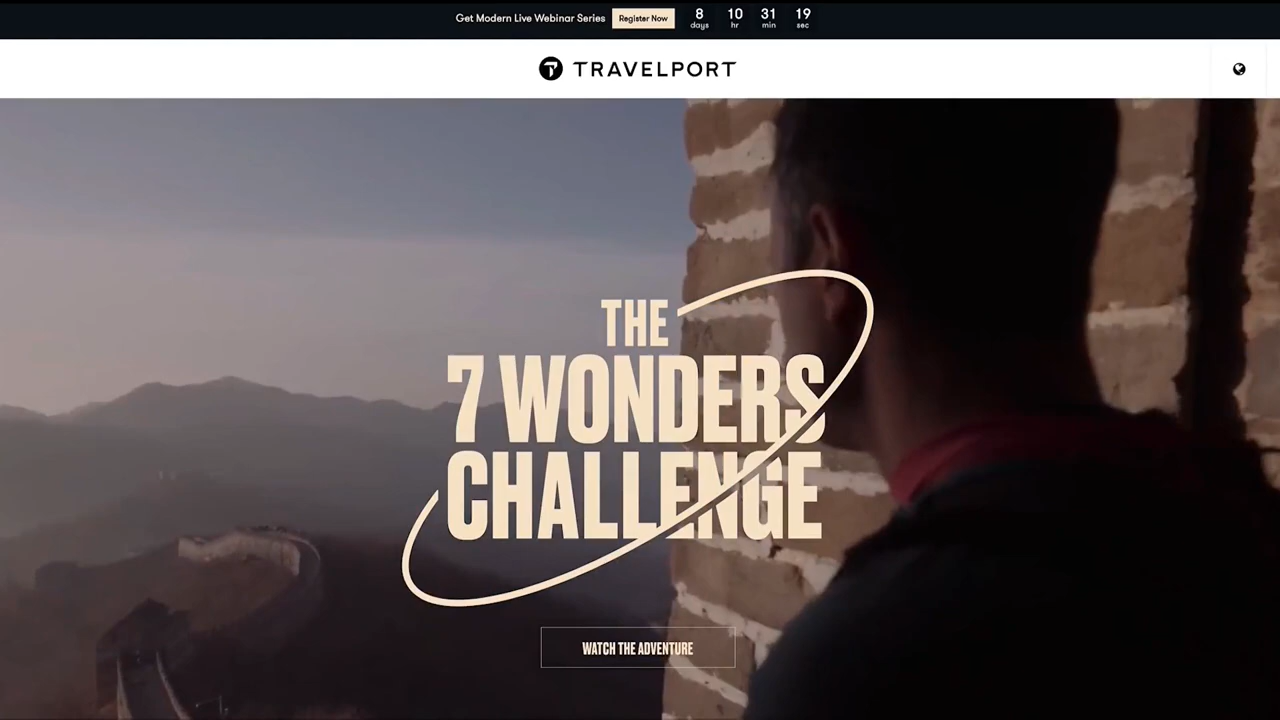 Get Modern Live Webinar Series Register Now 8 10 31 19
days hr min sec
TRAVELPORT
THE
7 WONDERS
CHALLENGE
WATCH THE ADVENTURE